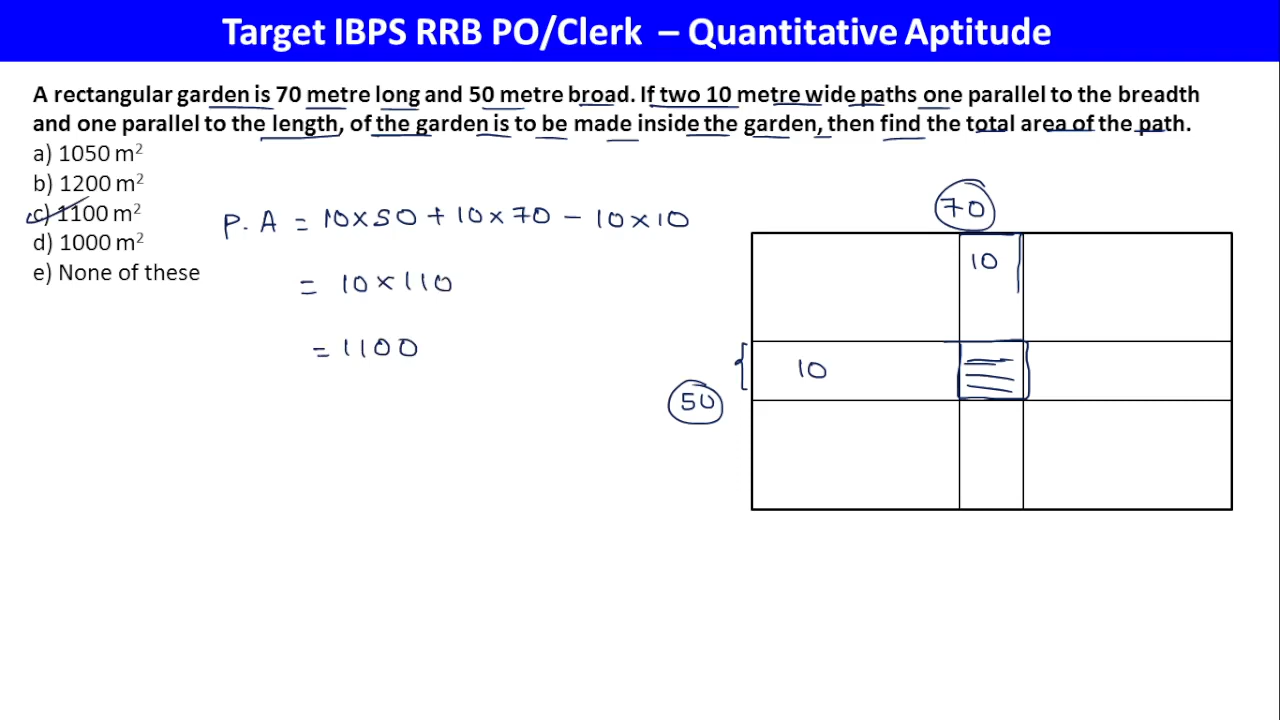 Target IBPS RRB PO/Clerk – Quantitative Aptitude
A rectangular garden is 70 metre long and 50 metre broad. If two 10 metre wide paths one parallel to the breadth
and one parallel to the length, of the garden is to be made inside the garden, then find the total area of the path.
a) 1050 m²
b) 1200 m²
c) 1100 m²
d) 1000 m²
e) None of these
P.A = 10×50 + 10×70 − 10×10
= 10×110
= 1100
70
10
10
50